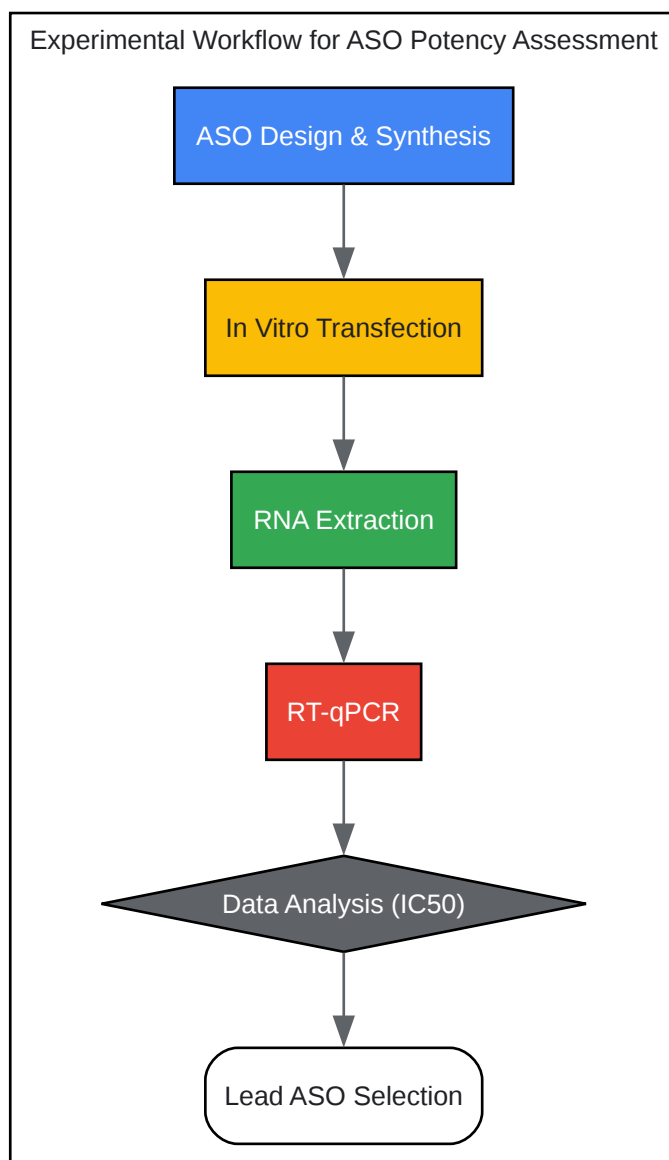 Experimental Workflow for ASO Potency Assessment
ASO Design & Synthesis
In Vitro Transfection
RNA Extraction
RT-qPCR
Data Analysis (IC50)
Lead ASO Selection